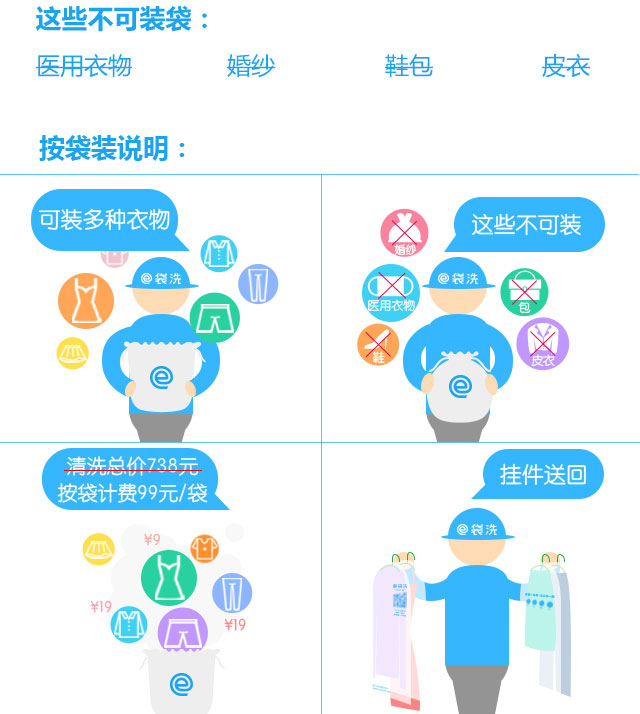 这些不可装袋：
医用衣物 婚纱 鞋包 皮衣
按袋装说明：
可装多种衣物
e袋洗
这些不可装
婚纱
e袋洗
医用衣物
包
鞋
皮衣
e
e
清洗总价738元
按袋计费99元/袋
挂件送回
e袋洗
¥9
¥19
¥19
e